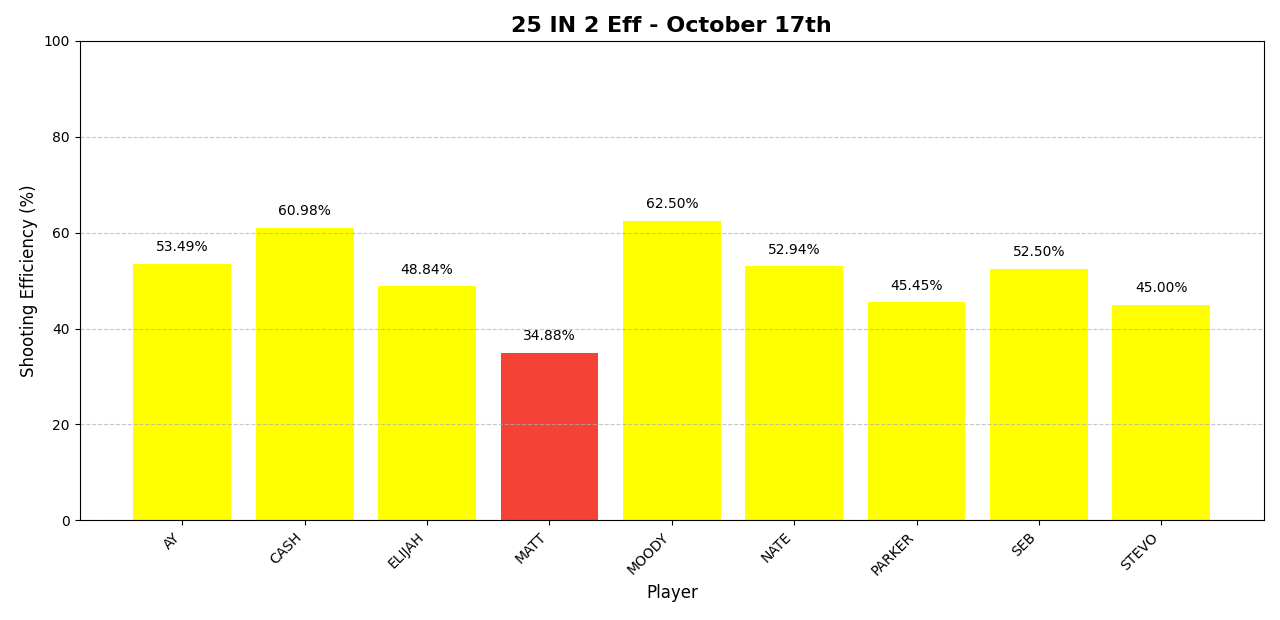 25 IN 2 Eff - October 17th
Shooting Efficiency (%)
100
80
60
40
20
0
53.49%
60.98%
48.84%
34.88%
62.50%
52.94%
45.45%
52.50%
45.00%
AY
CASH
ELIJAH
MATT
MOODY
NATE
PARKER
SEB
STEVO
Player